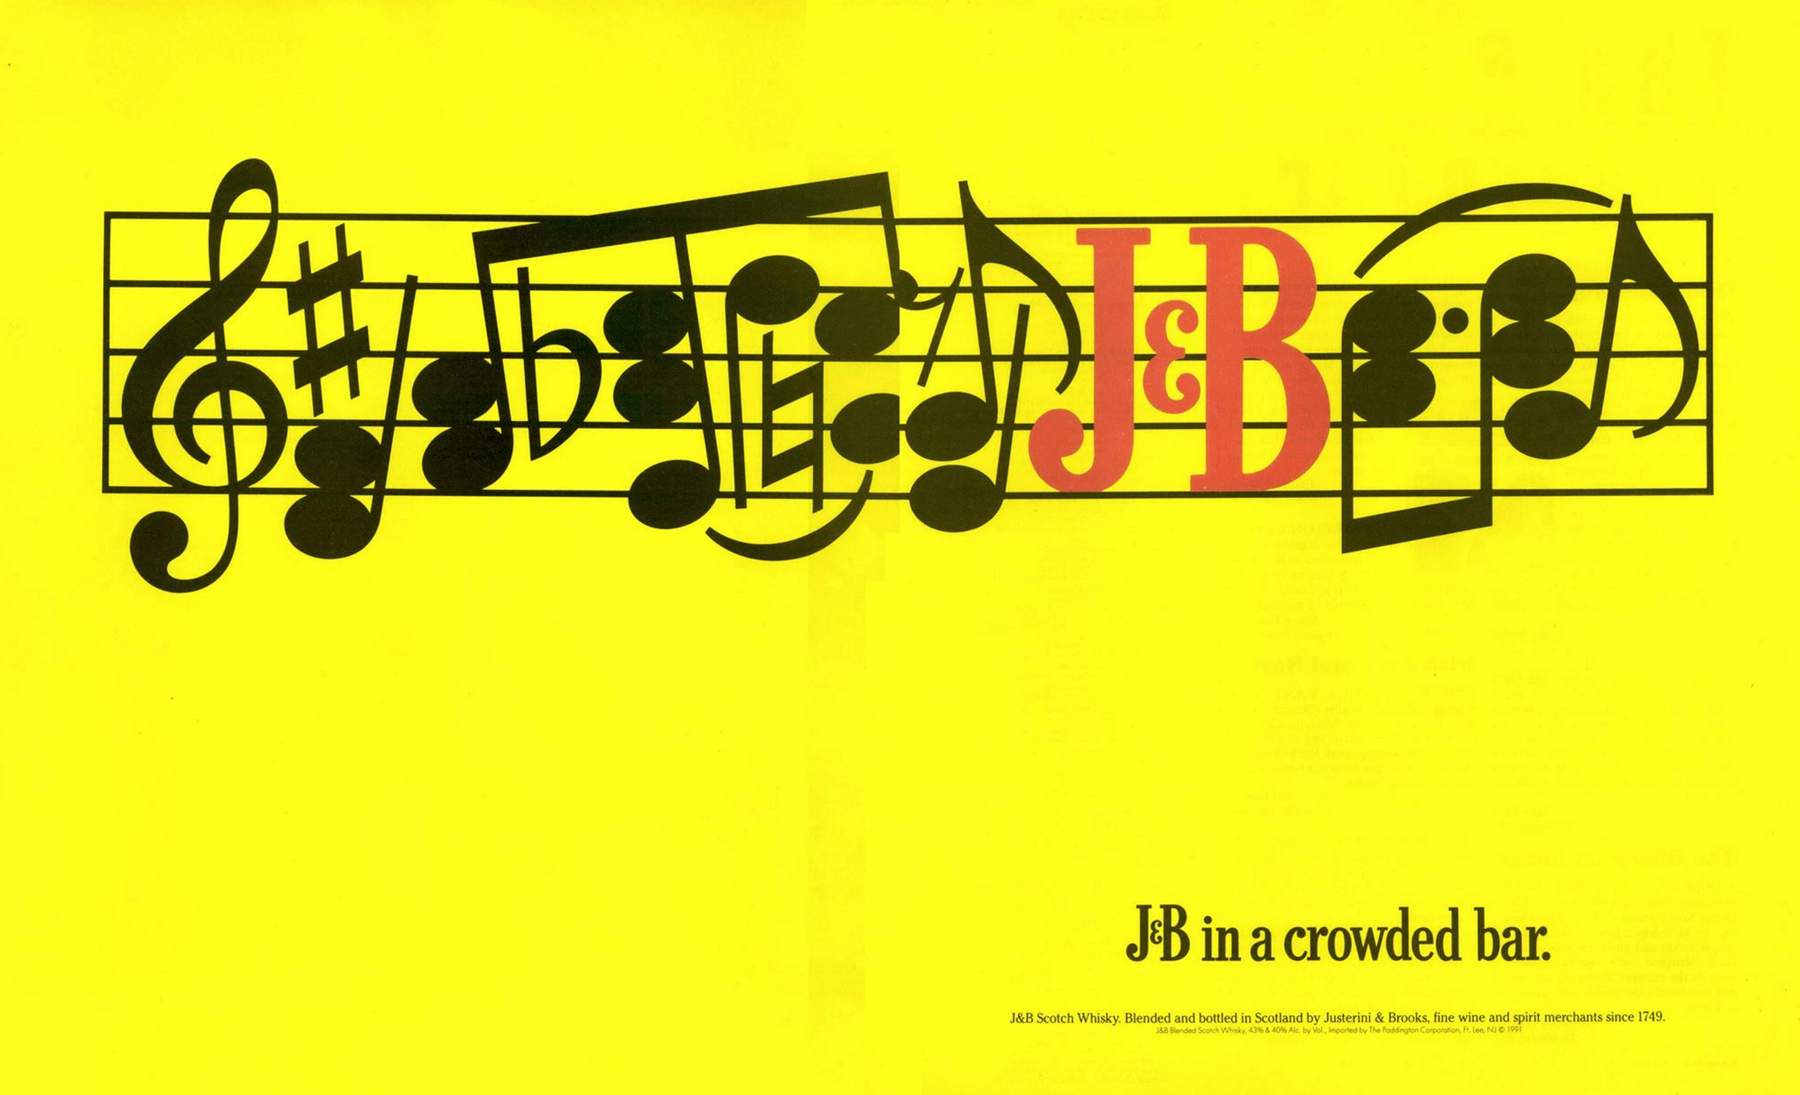 J&B
J&B in a crowded bar.
J&B Scotch Whisky. Blended and bottled in Scotland by Justerini & Brooks, fine wine and spirit merchants since 1749.
J&B Blended Scotch Whisky, 43% & 40% Alc. by Vol., Imported by The Paddington Corporation, Ft. Lee, NJ © 1991